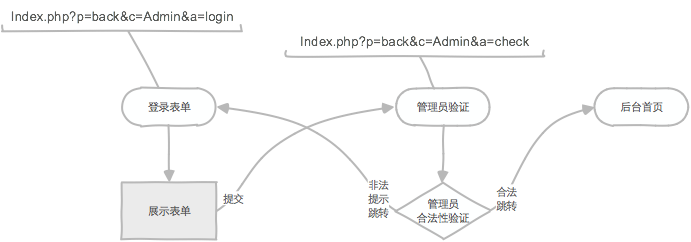 Index.php?p=back&c=Admin&a=login
Index.php?p=back&c=Admin&a=check
登录表单
管理员验证
后台首页
展示表单
提交
非法
提示
跳转
管理员
合法性验证
合法
跳转